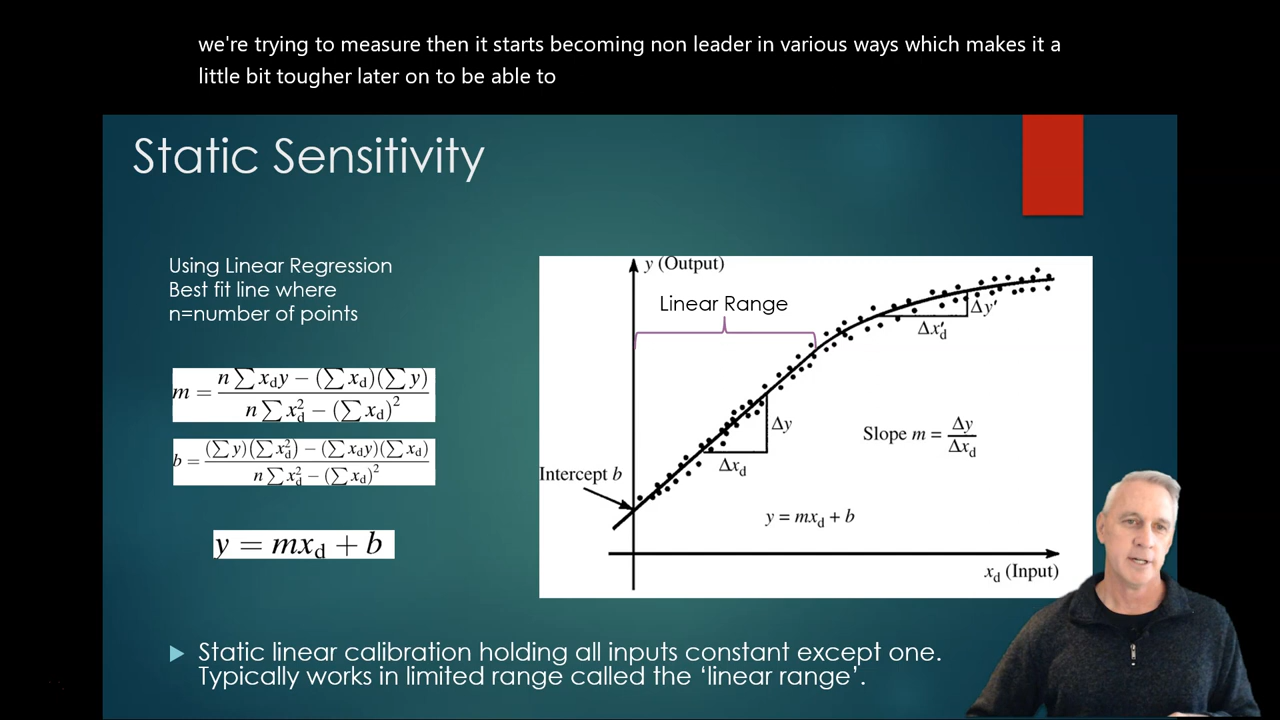 we're trying to measure then it starts becoming non leader in various ways which makes it a
little bit tougher later on to be able to
Static Sensitivity
Using Linear Regression
Best fit line where
n=number of points
m = (n∑x_d y − (∑x_d)(∑y)) / (n∑x_d² − (∑x_d)²)
b = ((∑y)(∑x_d²) − (∑x_d y)(∑x_d)) / (n∑x_d² − (∑x_d)²)
y = mx_d + b
y (Output)
Linear Range
Δy′
Δx′_d
Δy
Slope m = Δy / Δx_d
Δx_d
Intercept b
y = mx_d + b
x_d (Input)
Static linear calibration holding all inputs constant except one.
Typically works in limited range called the ‘linear range’.